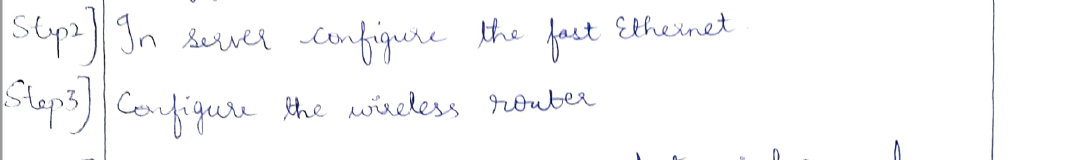 Step2] In server configure the fast Ethernet.
Step3] Configure the wireless router